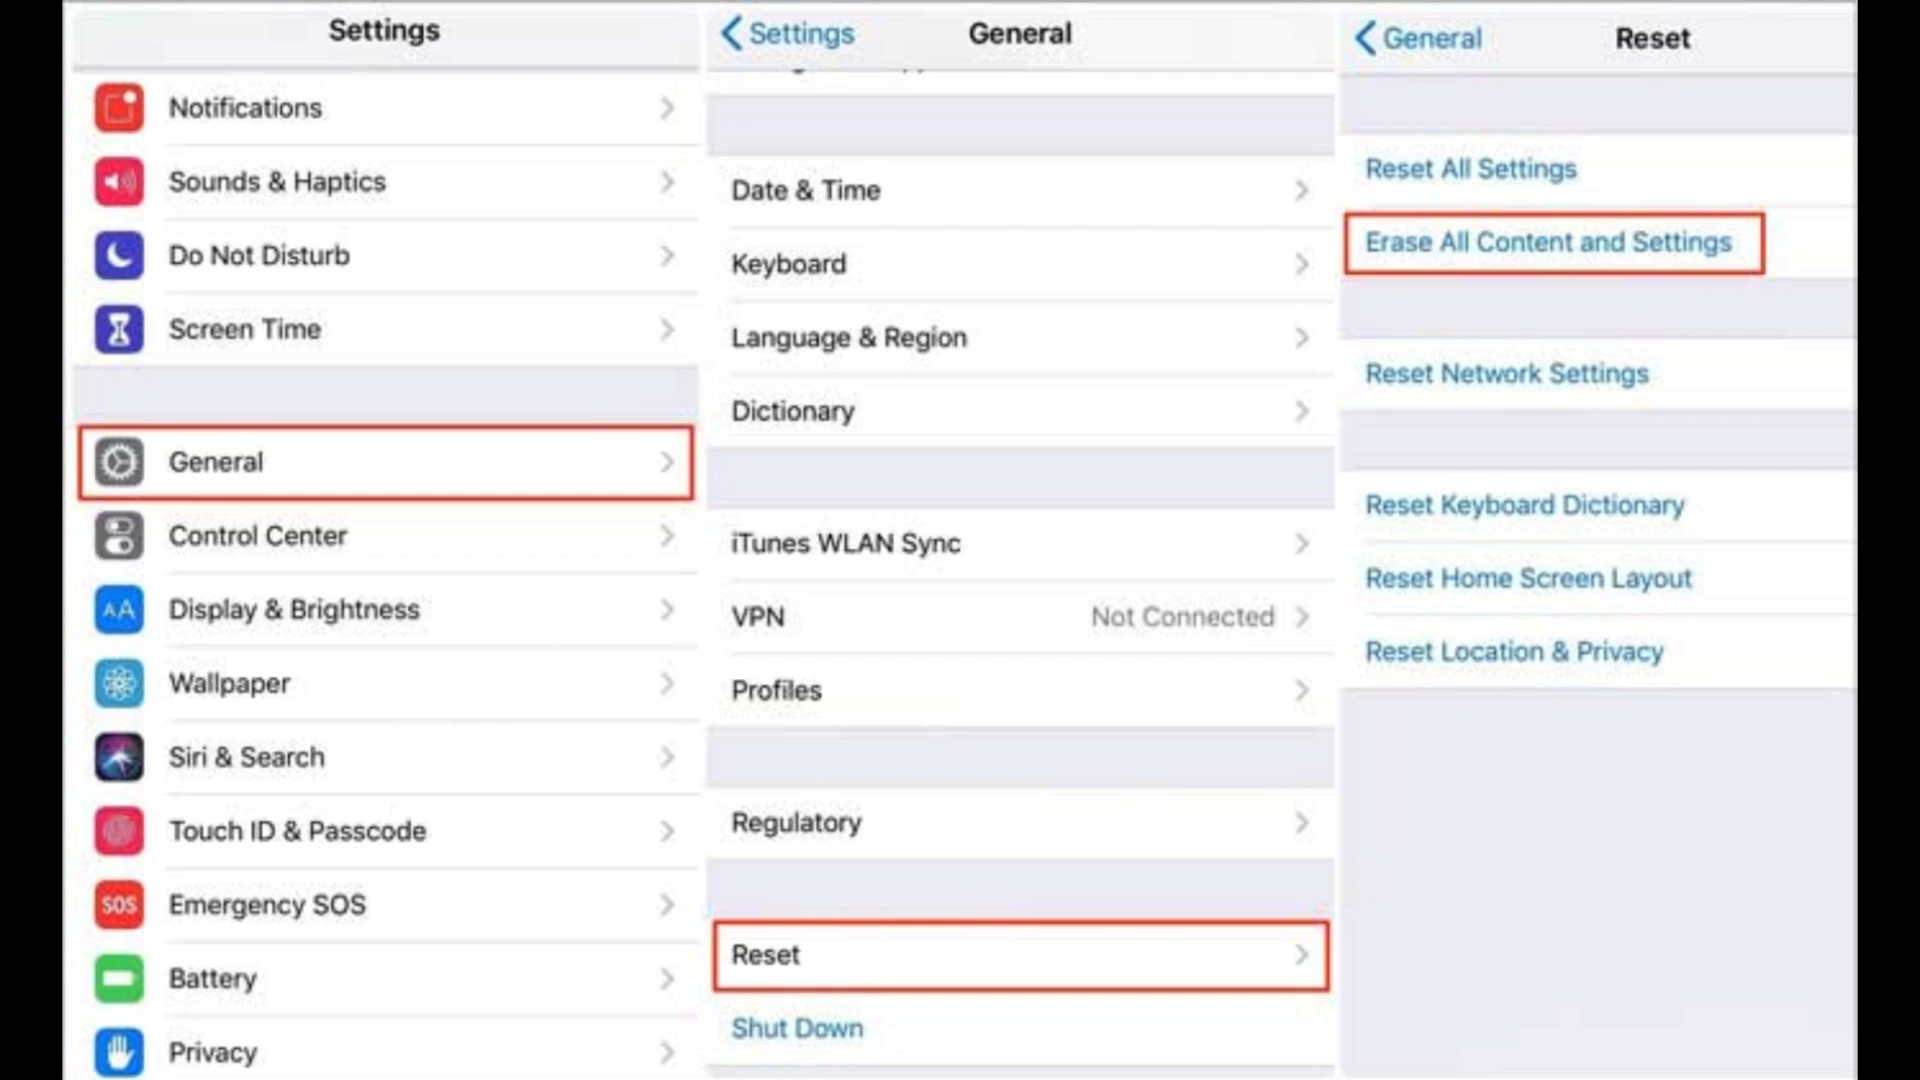 Settings
Notifications
Sounds & Haptics
Do Not Disturb
Screen Time
General
Control Center
AA
Display & Brightness
Wallpaper
Siri & Search
Touch ID & Passcode
SOS
Emergency SOS
Battery
Privacy
Settings
General
Date & Time
Keyboard
Language & Region
Dictionary
iTunes WLAN Sync
VPN Not Connected
Profiles
Regulatory
Reset
Shut Down
General
Reset
Reset All Settings
Erase All Content and Settings
Reset Network Settings
Reset Keyboard Dictionary
Reset Home Screen Layout
Reset Location & Privacy